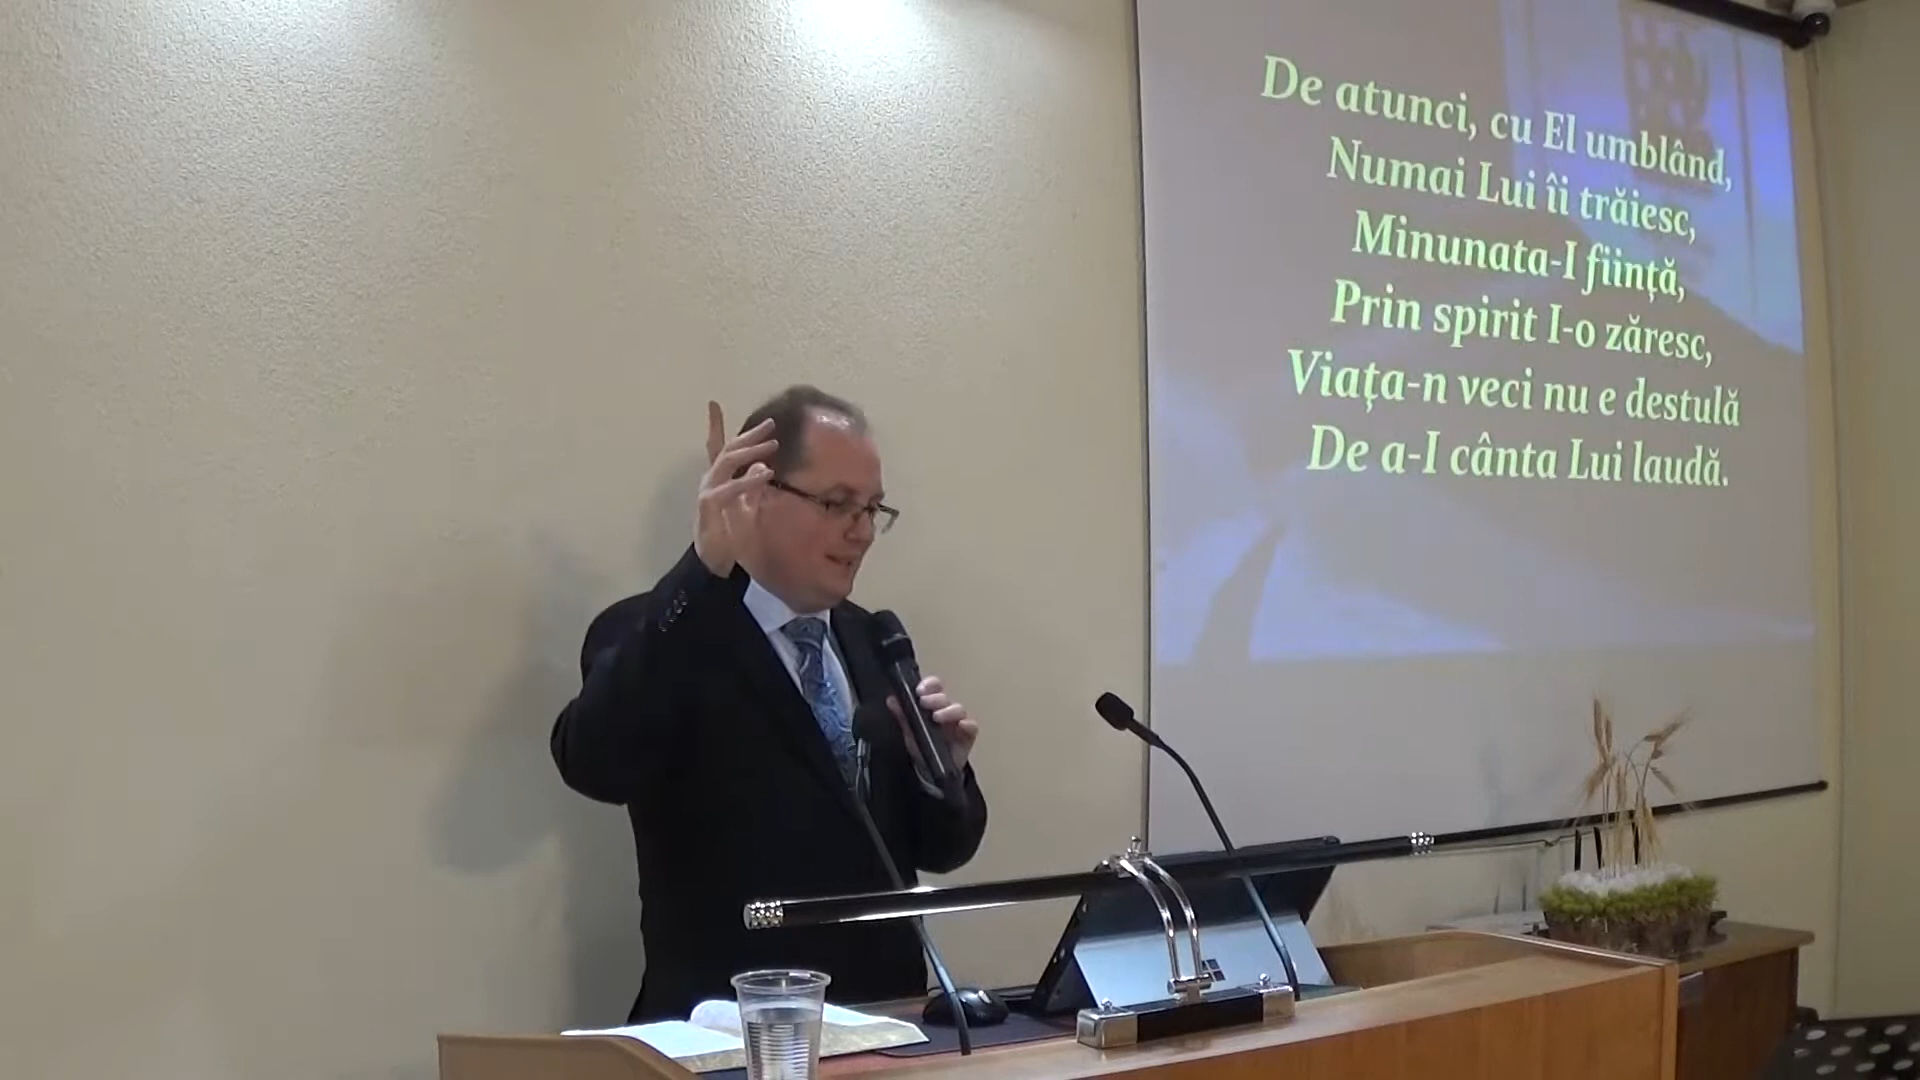 De atunci, cu El umblând,
Numai Lui îi trăiesc,
Minunata-I ființă,
Prin spirit I-o zăresc,
Viaţa-n veci nu e destulă
De a-I cânta Lui laudă.